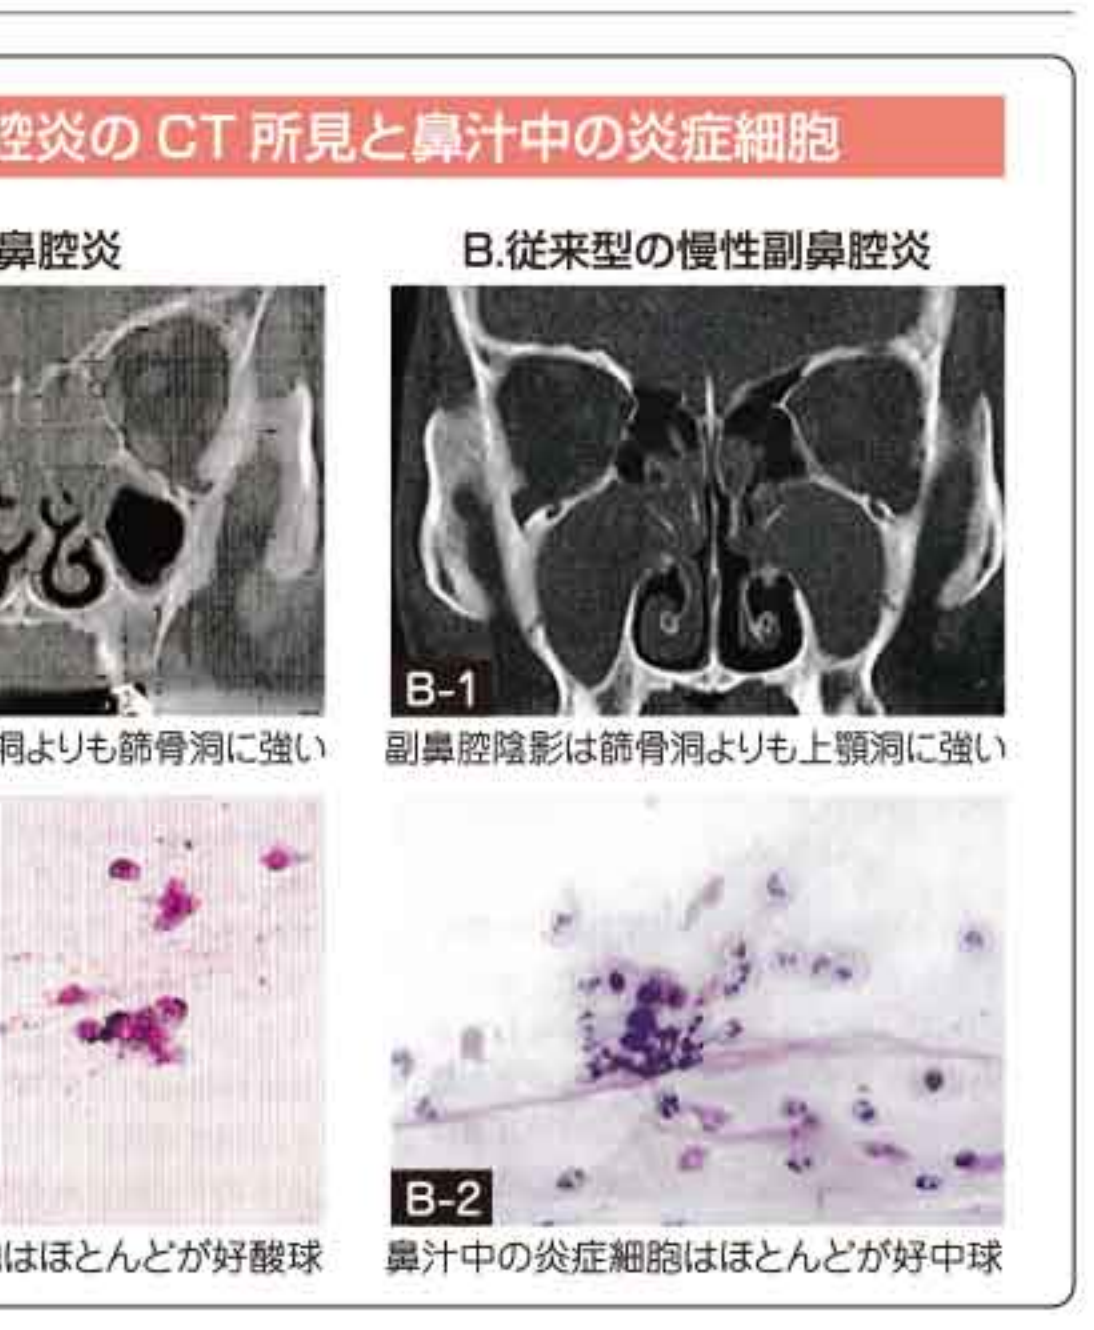 腔炎の CT 所見と鼻汁中の炎症細胞
鼻腔炎
B.従来型の慢性副鼻腔炎
B-1
洞よりも篩骨洞に強い
副鼻腔陰影は篩骨洞よりも上顎洞に強い
B-2
はほとんどが好酸球
鼻汁中の炎症細胞はほとんどが好中球